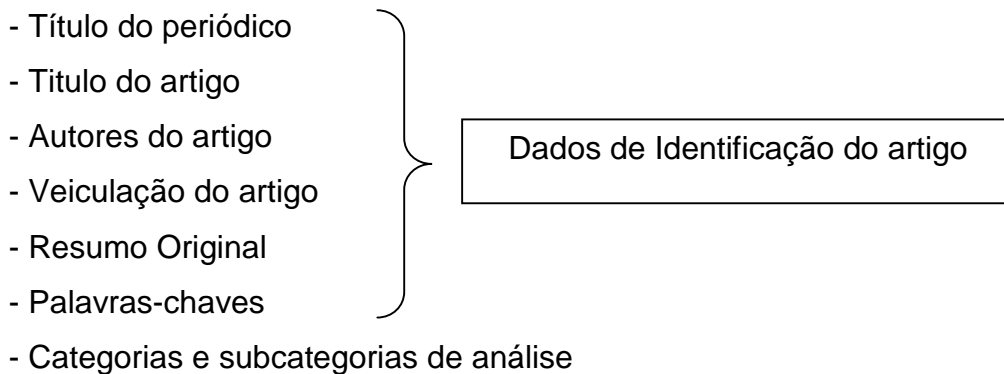 - Título do periódico
- Titulo do artigo
- Autores do artigo
Dados de Identificação do artigo
- Veiculação do artigo
- Resumo Original
- Palavras-chaves
- Categorias e subcategorias de análise